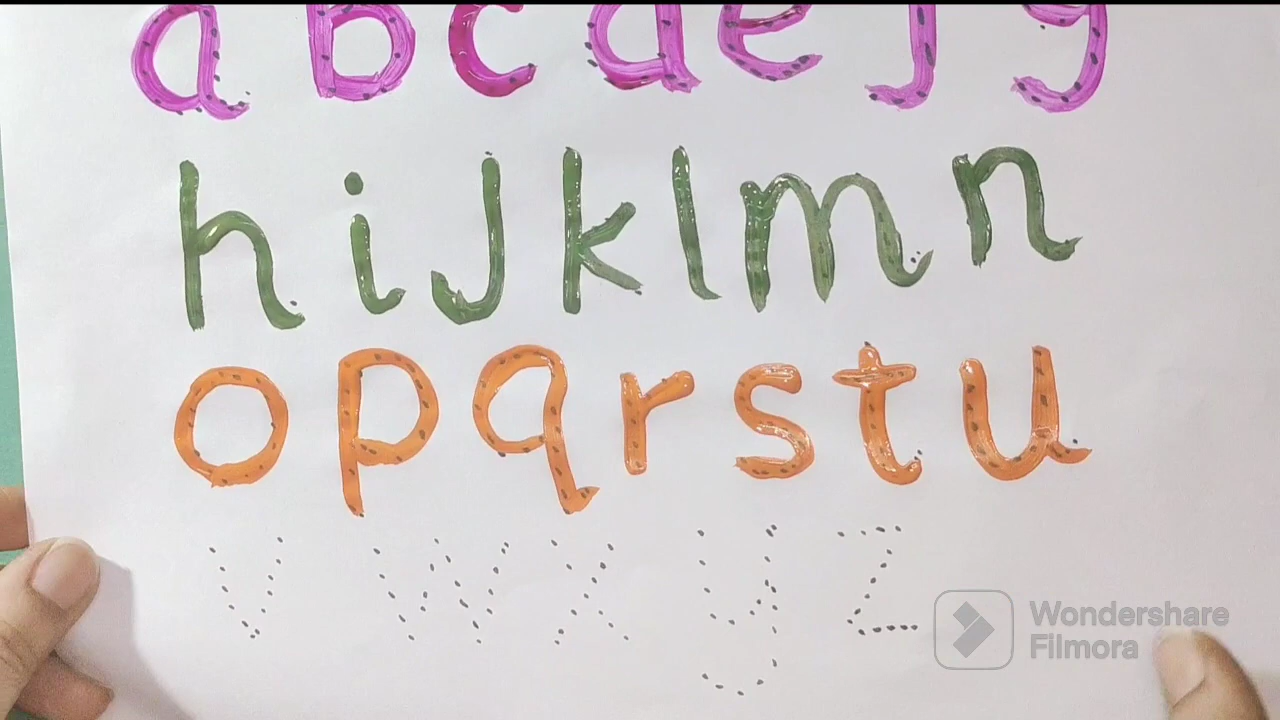 a b c d e f g
h i j k l m n
o p q r s t u
v w x y z
Wondershare
Filmora